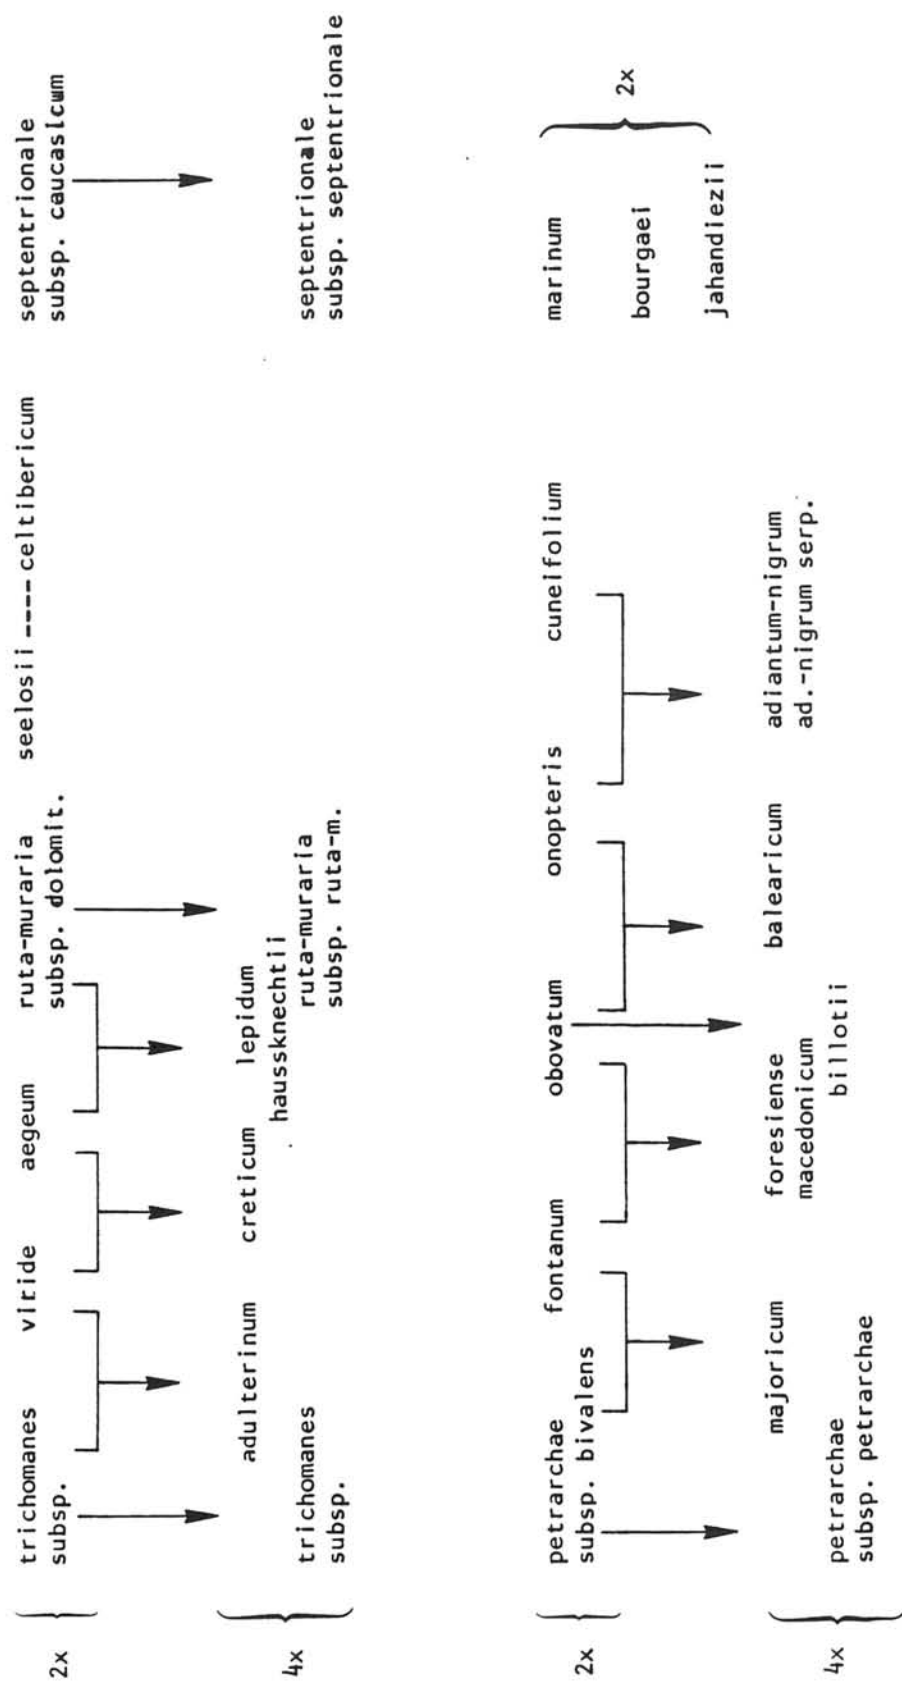 trichomanes vitide aegeum ruta-muraria seelosii ---- celtibericum septentrionale
2x subsp. subsp. dolomit. subsp. caucasicum
adulterinum creticum lepidum
haussknechtii
4x trichomanes ruta-muraria septentrionale
subsp. subsp. ruta-m. subsp. septentrionale
petrarchae fontanum obovatum onopteris cuneifolium marinum
2x subsp. bivalens
bourgaei 2x
jahandiezii
majoricum foresiense balearicum adiantum-nigrum
macedonicum ad.-nigrum serp.
4x petrarchae billotii
subsp. petrarchae